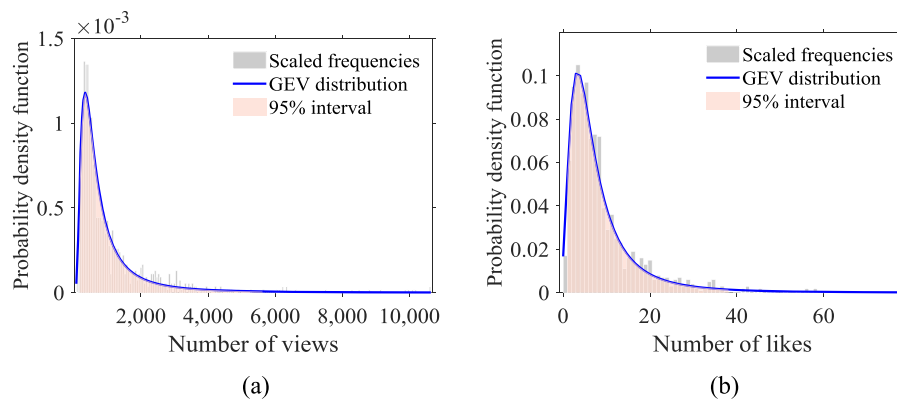 ×10⁻³
1.5
1
0.5
0
Probability density function
Scaled frequencies
GEV distribution
95% interval
2,000 4,000 6,000 8,000 10,000
Number of views
(a)
0.1
0.08
0.06
0.04
0.02
0
Probability density function
Scaled frequencies
GEV distribution
95% interval
0 20 40 60
Number of likes
(b)